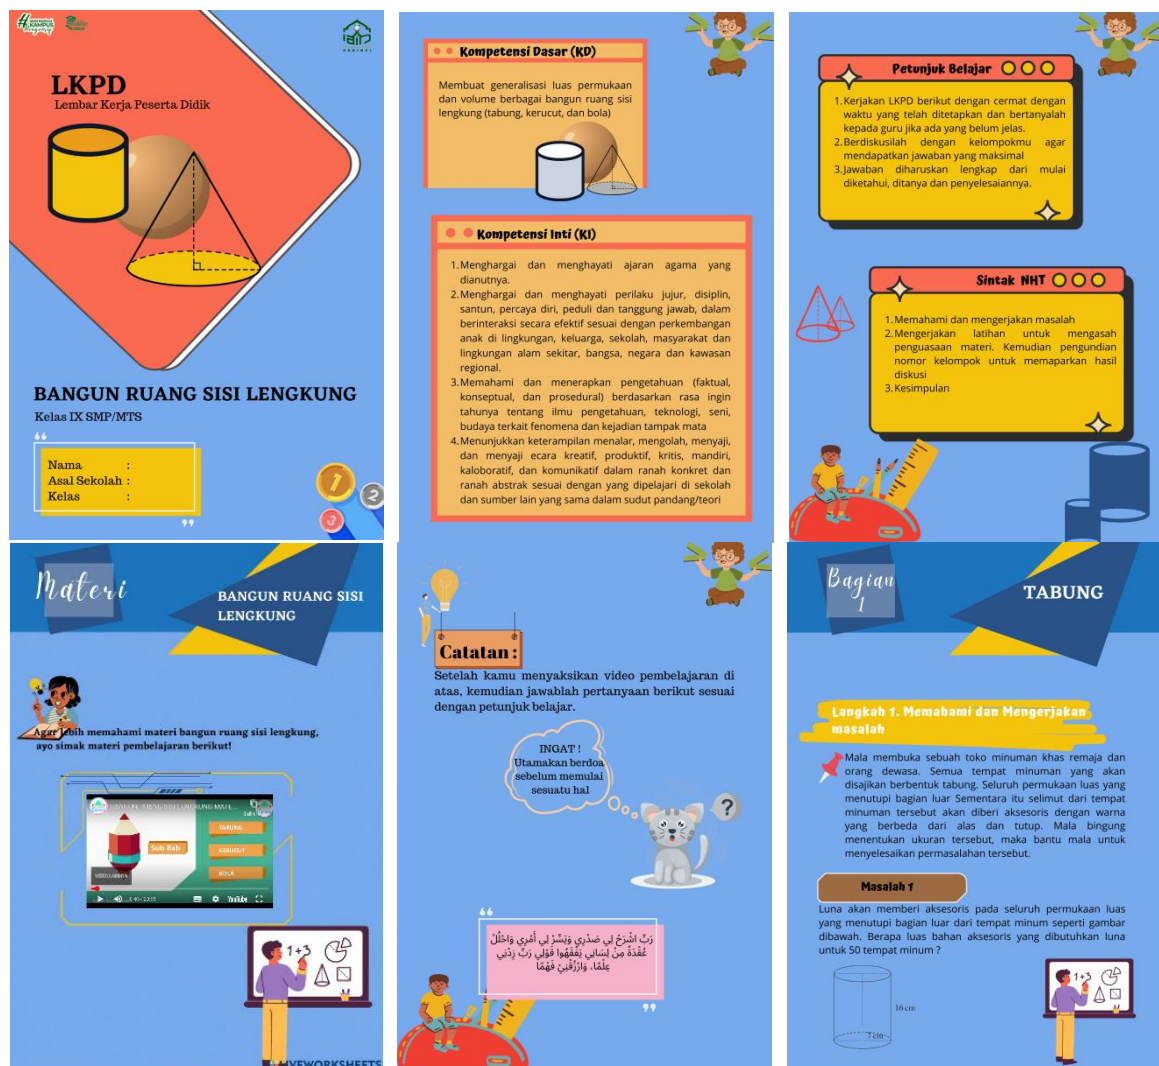 LKPD
Lembar Kerja Peserta Didik
BANGUN RUANG SISI LENGKUNG
Kelas IX SMP/MTS
Nama :
Asal Sekolah :
Kelas :
1
2
3
Kompetensi Dasar (KD)
Membuat generalisasi luas permukaan
dan volume berbagai bangun ruang sisi
lengkung (tabung, kerucut, dan bola)
Kompetensi Inti (KI)
1. Menghargai dan menghayati ajaran agama yang
dianutnya.
2. Menghargai dan menghayati perilaku jujur, disiplin,
santun, percaya diri, peduli dan tanggung jawab, dalam
berinteraksi secara efektif sesuai dengan perkembangan
anak di lingkungan, keluarga, sekolah, masyarakat dan
lingkungan alam sekitar, bangsa, negara dan kawasan
regional.
3. Memahami dan menerapkan pengetahuan (faktual,
konseptual, dan prosedural) berdasarkan rasa ingin
tahunya tentang ilmu pengetahuan, teknologi, seni,
budaya terkait fenomena dan kejadian tampak mata
4. Menunjukkan keterampilan menalar, mengolah, menyaji,
dan menyaji ecara kreatif, produktif, kritis, mandiri,
kaloboratif, dan komunikatif dalam ranah konkret dan
ranah abstrak sesuai dengan yang dipelajari di sekolah
dan sumber lain yang sama dalam sudut pandang/teori
Petunjuk Belajar
1. Kerjakan LKPD berikut dengan cermat dengan
waktu yang telah ditetapkan dan bertanyalah
kepada guru jika ada yang belum jelas.
2. Berdiskusilah dengan kelompokmu agar
mendapatkan jawaban yang maksimal
3. Jawaban diharuskan lengkap dari mulai
diketahui, ditanya dan penyelesaiannya.
Sintak NHT
1. Memahami dan mengerjakan masalah
2. Mengerjakan latihan untuk mengasah
penguasaan materi. Kemudian pengundian
nomor kelompok untuk memaparkan hasil
diskusi
3. Kesimpulan
Materi
BANGUN RUANG SISI
LENGKUNG
Agar lebih memahami materi bangun ruang sisi lengkung,
ayo simak materi pembelajaran berikut!
BANGUN RUANG SISI LENGKUNG MATE...
Sub Bab
TABUNG
KERUCUT
BOLA
VIDEO LAINNYA
YouTube
1+3
LIVEWORKSHEETS
Catatan :
Setelah kamu menyaksikan video pembelajaran di
atas, kemudian jawablah pertanyaan berikut sesuai
dengan petunjuk belajar.
INGAT !
Utamakan berdoa
sebelum memulai
sesuatu hal
?
رَبِّ اشْرَحْ لِي صَدْرِي وَيَسِّرْ لِي أَمْرِي وَاحْلُلْ
عُقْدَةً مِنْ لِسَانِي يَفْقَهُوا قَوْلِي رَبِّ زِدْنِي
عِلْمًا، وَارْزُقْنِيْ فَهْمًا
Bagian
1
TABUNG
Langkah 1. Memahami dan Mengerjakan
masalah
Mala membuka sebuah toko minuman khas remaja dan
orang dewasa. Semua tempat minuman yang akan
disajikan berbentuk tabung. Seluruh permukaan luas yang
menutupi bagian luar Sementara itu selimut dari tempat
minuman tersebut akan diberi aksesoris dengan warna
yang berbeda dari alas dan tutup. Mala bingung
menentukan ukuran tersebut, maka bantu mala untuk
menyelesaikan permasalahan tersebut.
Masalah 1
Luna akan memberi aksesoris pada seluruh permukaan luas
yang menutupi bagian luar dari tempat minum seperti gambar
dibawah. Berapa luas bahan aksesoris yang dibutuhkan luna
untuk 50 tempat minum ?
16 cm
7 cm
1+3